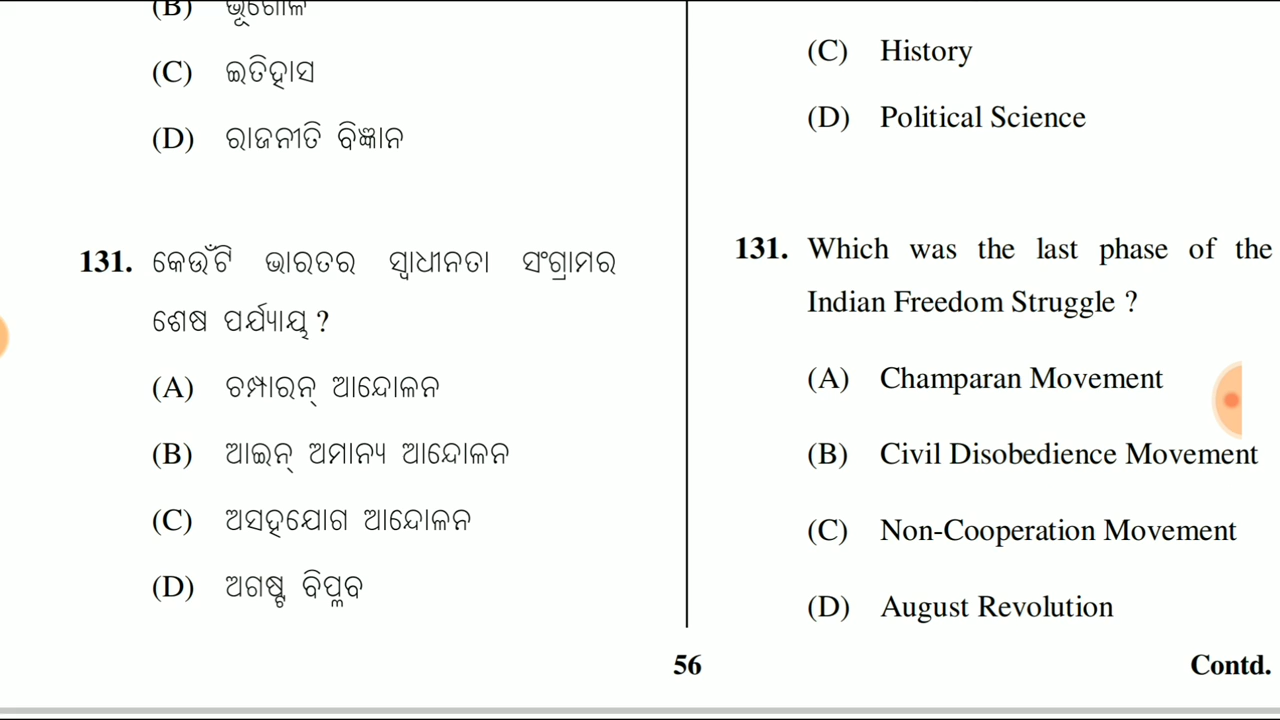 (B) ଭୂଗୋଳ
(C) ଇତିହାସ
(D) ରାଜନୀତି ବିଜ୍ଞାନ
131. କେଉଁଟି ଭାରତର ସ୍ୱାଧୀନତା ସଂଗ୍ରାମର
ଶେଷ ପର୍ଯ୍ୟାୟ ?
(A) ଚମ୍ପାରନ୍ ଆନ୍ଦୋଳନ
(B) ଆଇନ୍ ଅମାନ୍ୟ ଆନ୍ଦୋଳନ
(C) ଅସହଯୋଗ ଆନ୍ଦୋଳନ
(D) ଅଗଷ୍ଟ ବିପ୍ଳବ
(C) History
(D) Political Science
131. Which was the last phase of the
Indian Freedom Struggle ?
(A) Champaran Movement
(B) Civil Disobedience Movement
(C) Non-Cooperation Movement
(D) August Revolution
56
Contd.